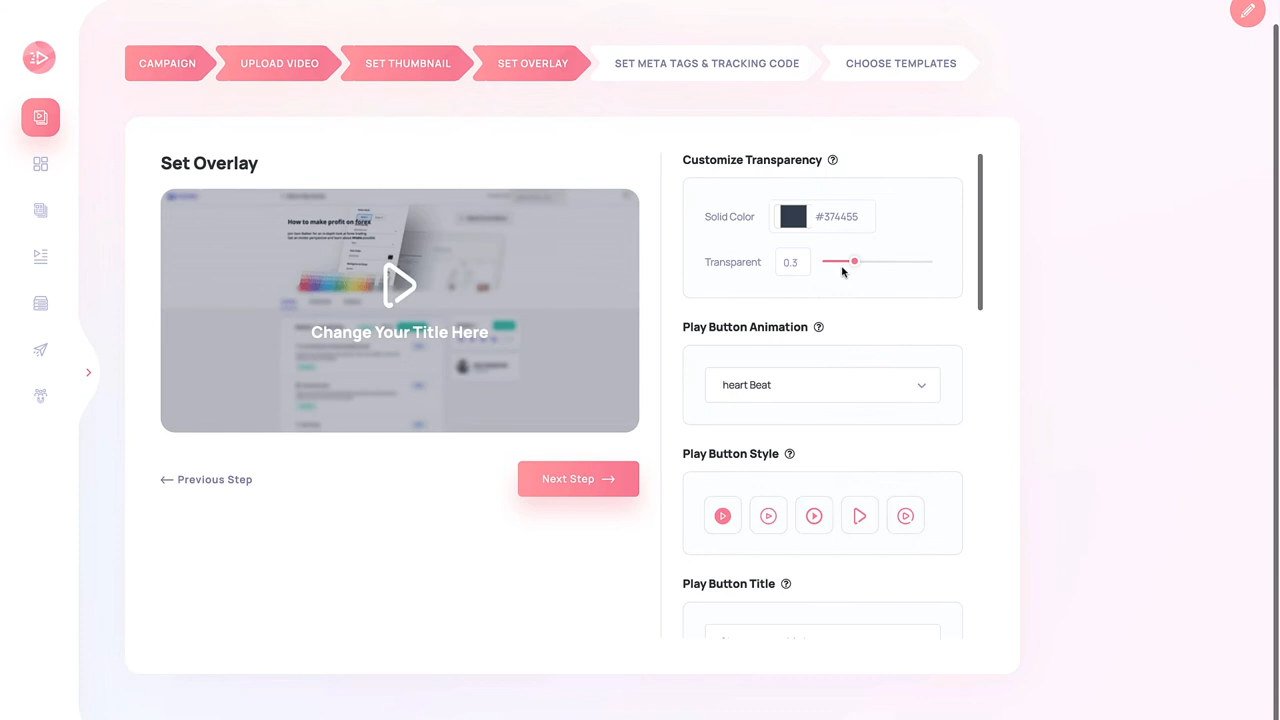 CAMPAIGN
UPLOAD VIDEO
SET THUMBNAIL
SET OVERLAY
SET META TAGS & TRACKING CODE
CHOOSE TEMPLATES
Set Overlay
How to make profit on forex
Change Your Title Here
Previous Step
Next Step
Customize Transparency
Solid Color
#374455
Transparent
0.3
Play Button Animation
heart Beat
Play Button Style
Play Button Title